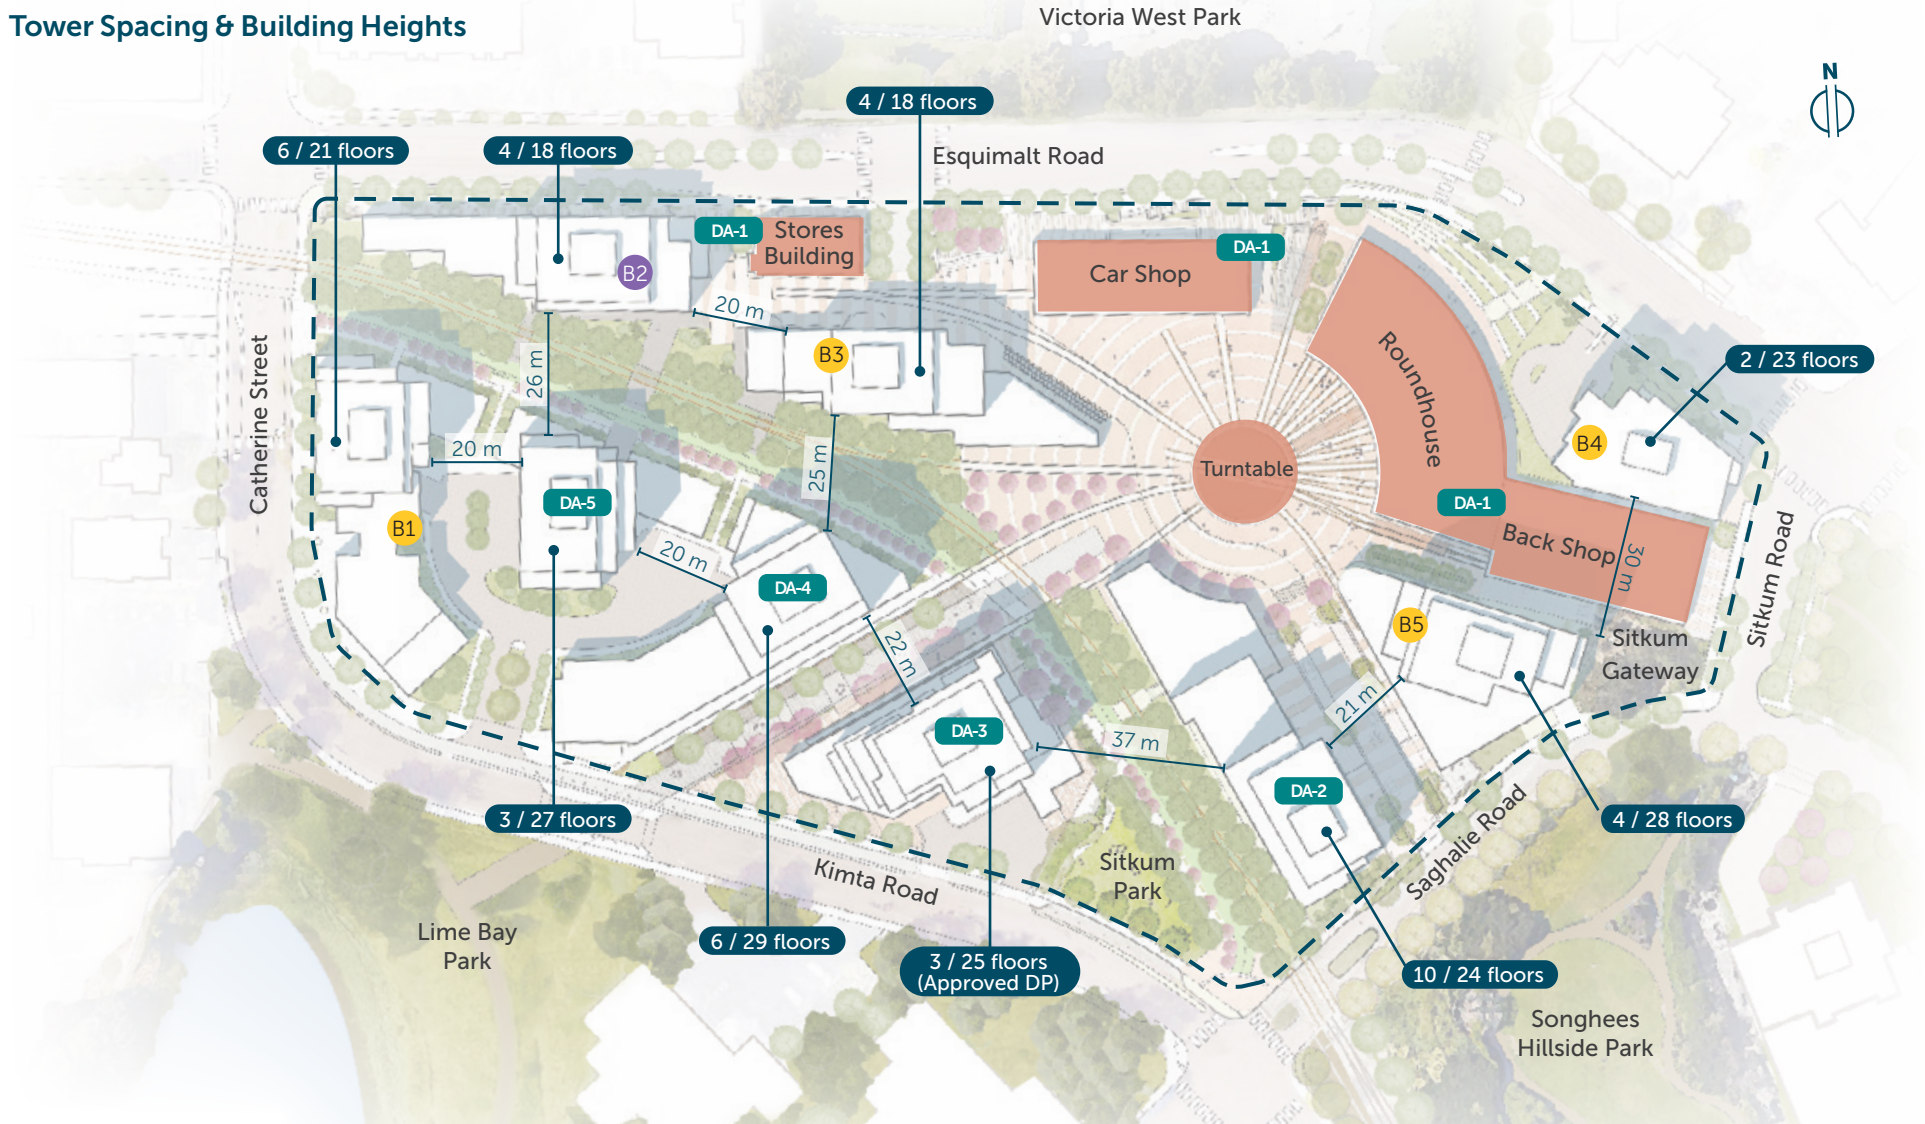 Tower Spacing & Building Heights
Victoria West Park
N
4 / 18 floors
6 / 21 floors
4 / 18 floors
Esquimalt Road
DA-1
Stores
Building
DA-1
Car Shop
B2
20 m
B3
26 m
Roundhouse
2 / 23 floors
Catherine Street
20 m
25 m
B4
Turntable
DA-5
DA-1
B1
Back Shop
30 m
20 m
DA-4
Sitkum Road
B5
Sitkum
Gateway
22 m
21 m
DA-3
37 m
DA-2
3 / 27 floors
4 / 28 floors
Kimta Road
Sitkum
Park
Saghalie Road
Lime Bay
Park
6 / 29 floors
3 / 25 floors
(Approved DP)
10 / 24 floors
Songhees
Hillside Park